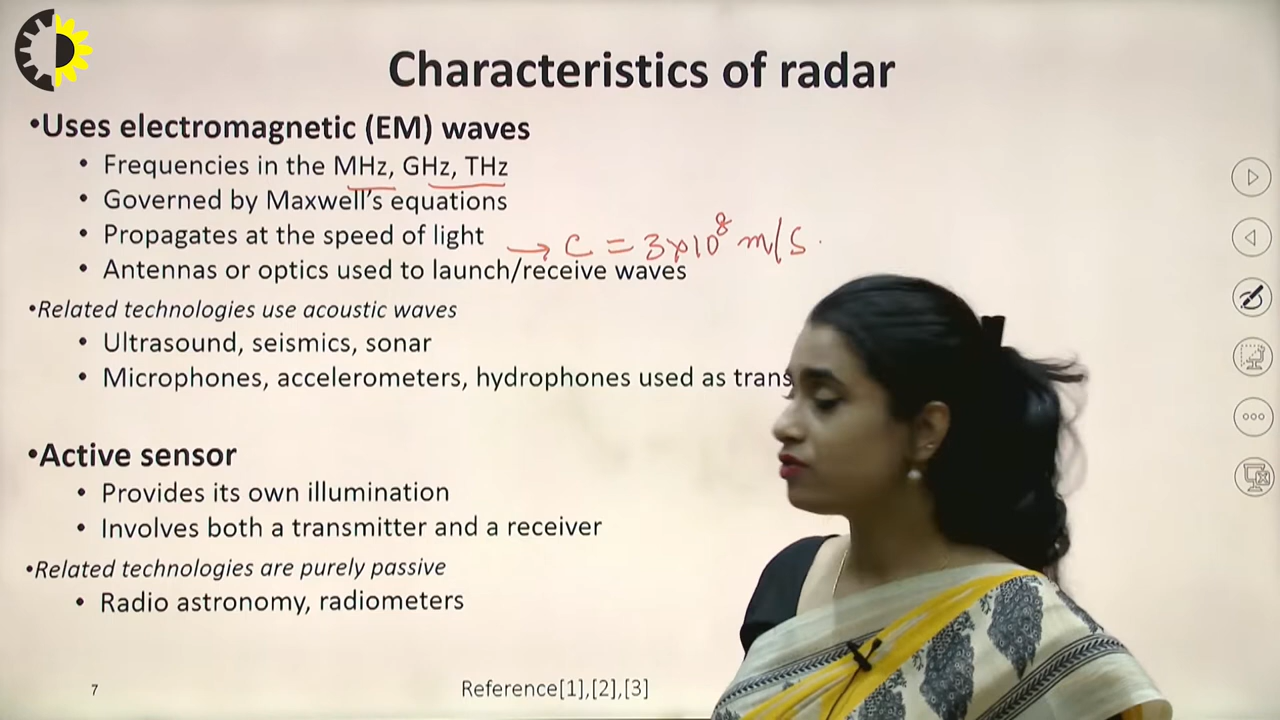 Characteristics of radar
•Uses electromagnetic (EM) waves
• Frequencies in the MHz, GHz, THz
• Governed by Maxwell's equations
• Propagates at the speed of light → C = 3×10⁸ m/s.
• Antennas or optics used to launch/receive waves
•Related technologies use acoustic waves
• Ultrasound, seismics, sonar
• Microphones, accelerometers, hydrophones used as
•Active sensor
• Provides its own illumination
• Involves both a transmitter and a receiver
•Related technologies are purely passive
• Radio astronomy, radiometers
7
Reference[1],[2],[3]